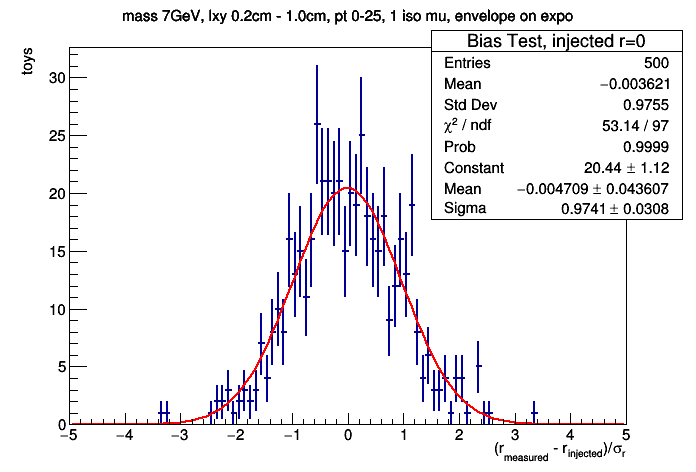 mass 7GeV, lxy 0.2cm - 1.0cm, pt 0-25, 1 iso mu, envelope on expo
Bias Test, injected r=0
Entries 500
Mean −0.003621
Std Dev 0.9755
χ² / ndf 53.14 / 97
Prob 0.9999
Constant 20.44 ± 1.12
Mean −0.004709 ± 0.043607
Sigma 0.9741 ± 0.0308
toys
30
25
20
15
10
5
0
−5 −4 −3 −2 −1 0 1 2 3 4 5
(r_measured - r_injected)/σ_r